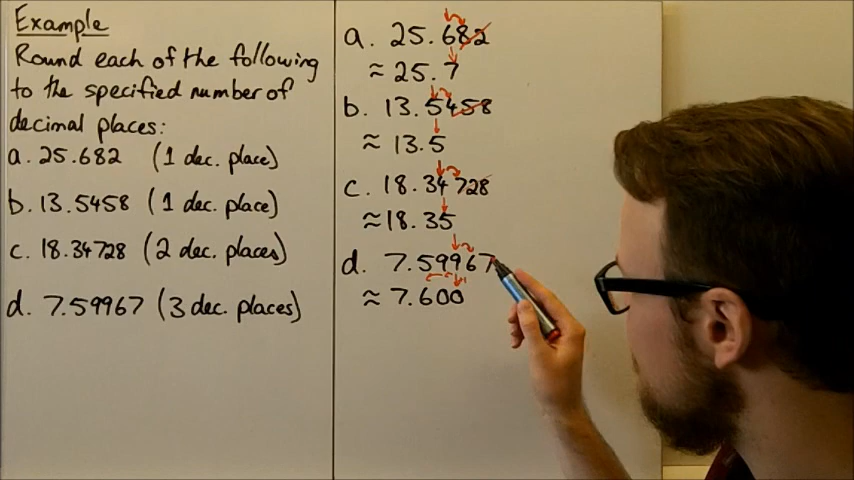 Example
Round each of the following
to the specified number of
decimal places:
a. 25.682 (1 dec. place)
b. 13.5458 (1 dec. place)
c. 18.34728 (2 dec. places)
d. 7.59967 (3 dec. places)
a. 25.682
≈ 25.7
b. 13.5458
≈ 13.5
c. 18.34728
≈ 18.35
d. 7.59967
≈ 7.600